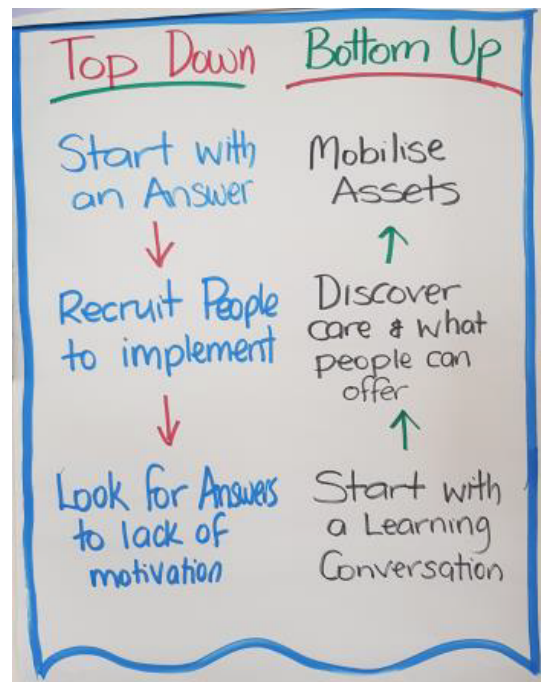 Top Down
Start with
an Answer
Recruit People
to implement
Look for Answers
to lack of
motivation
Bottom Up
Mobilise
Assets
Discover
care & what
people can
offer
Start with
a Learning
Conversation